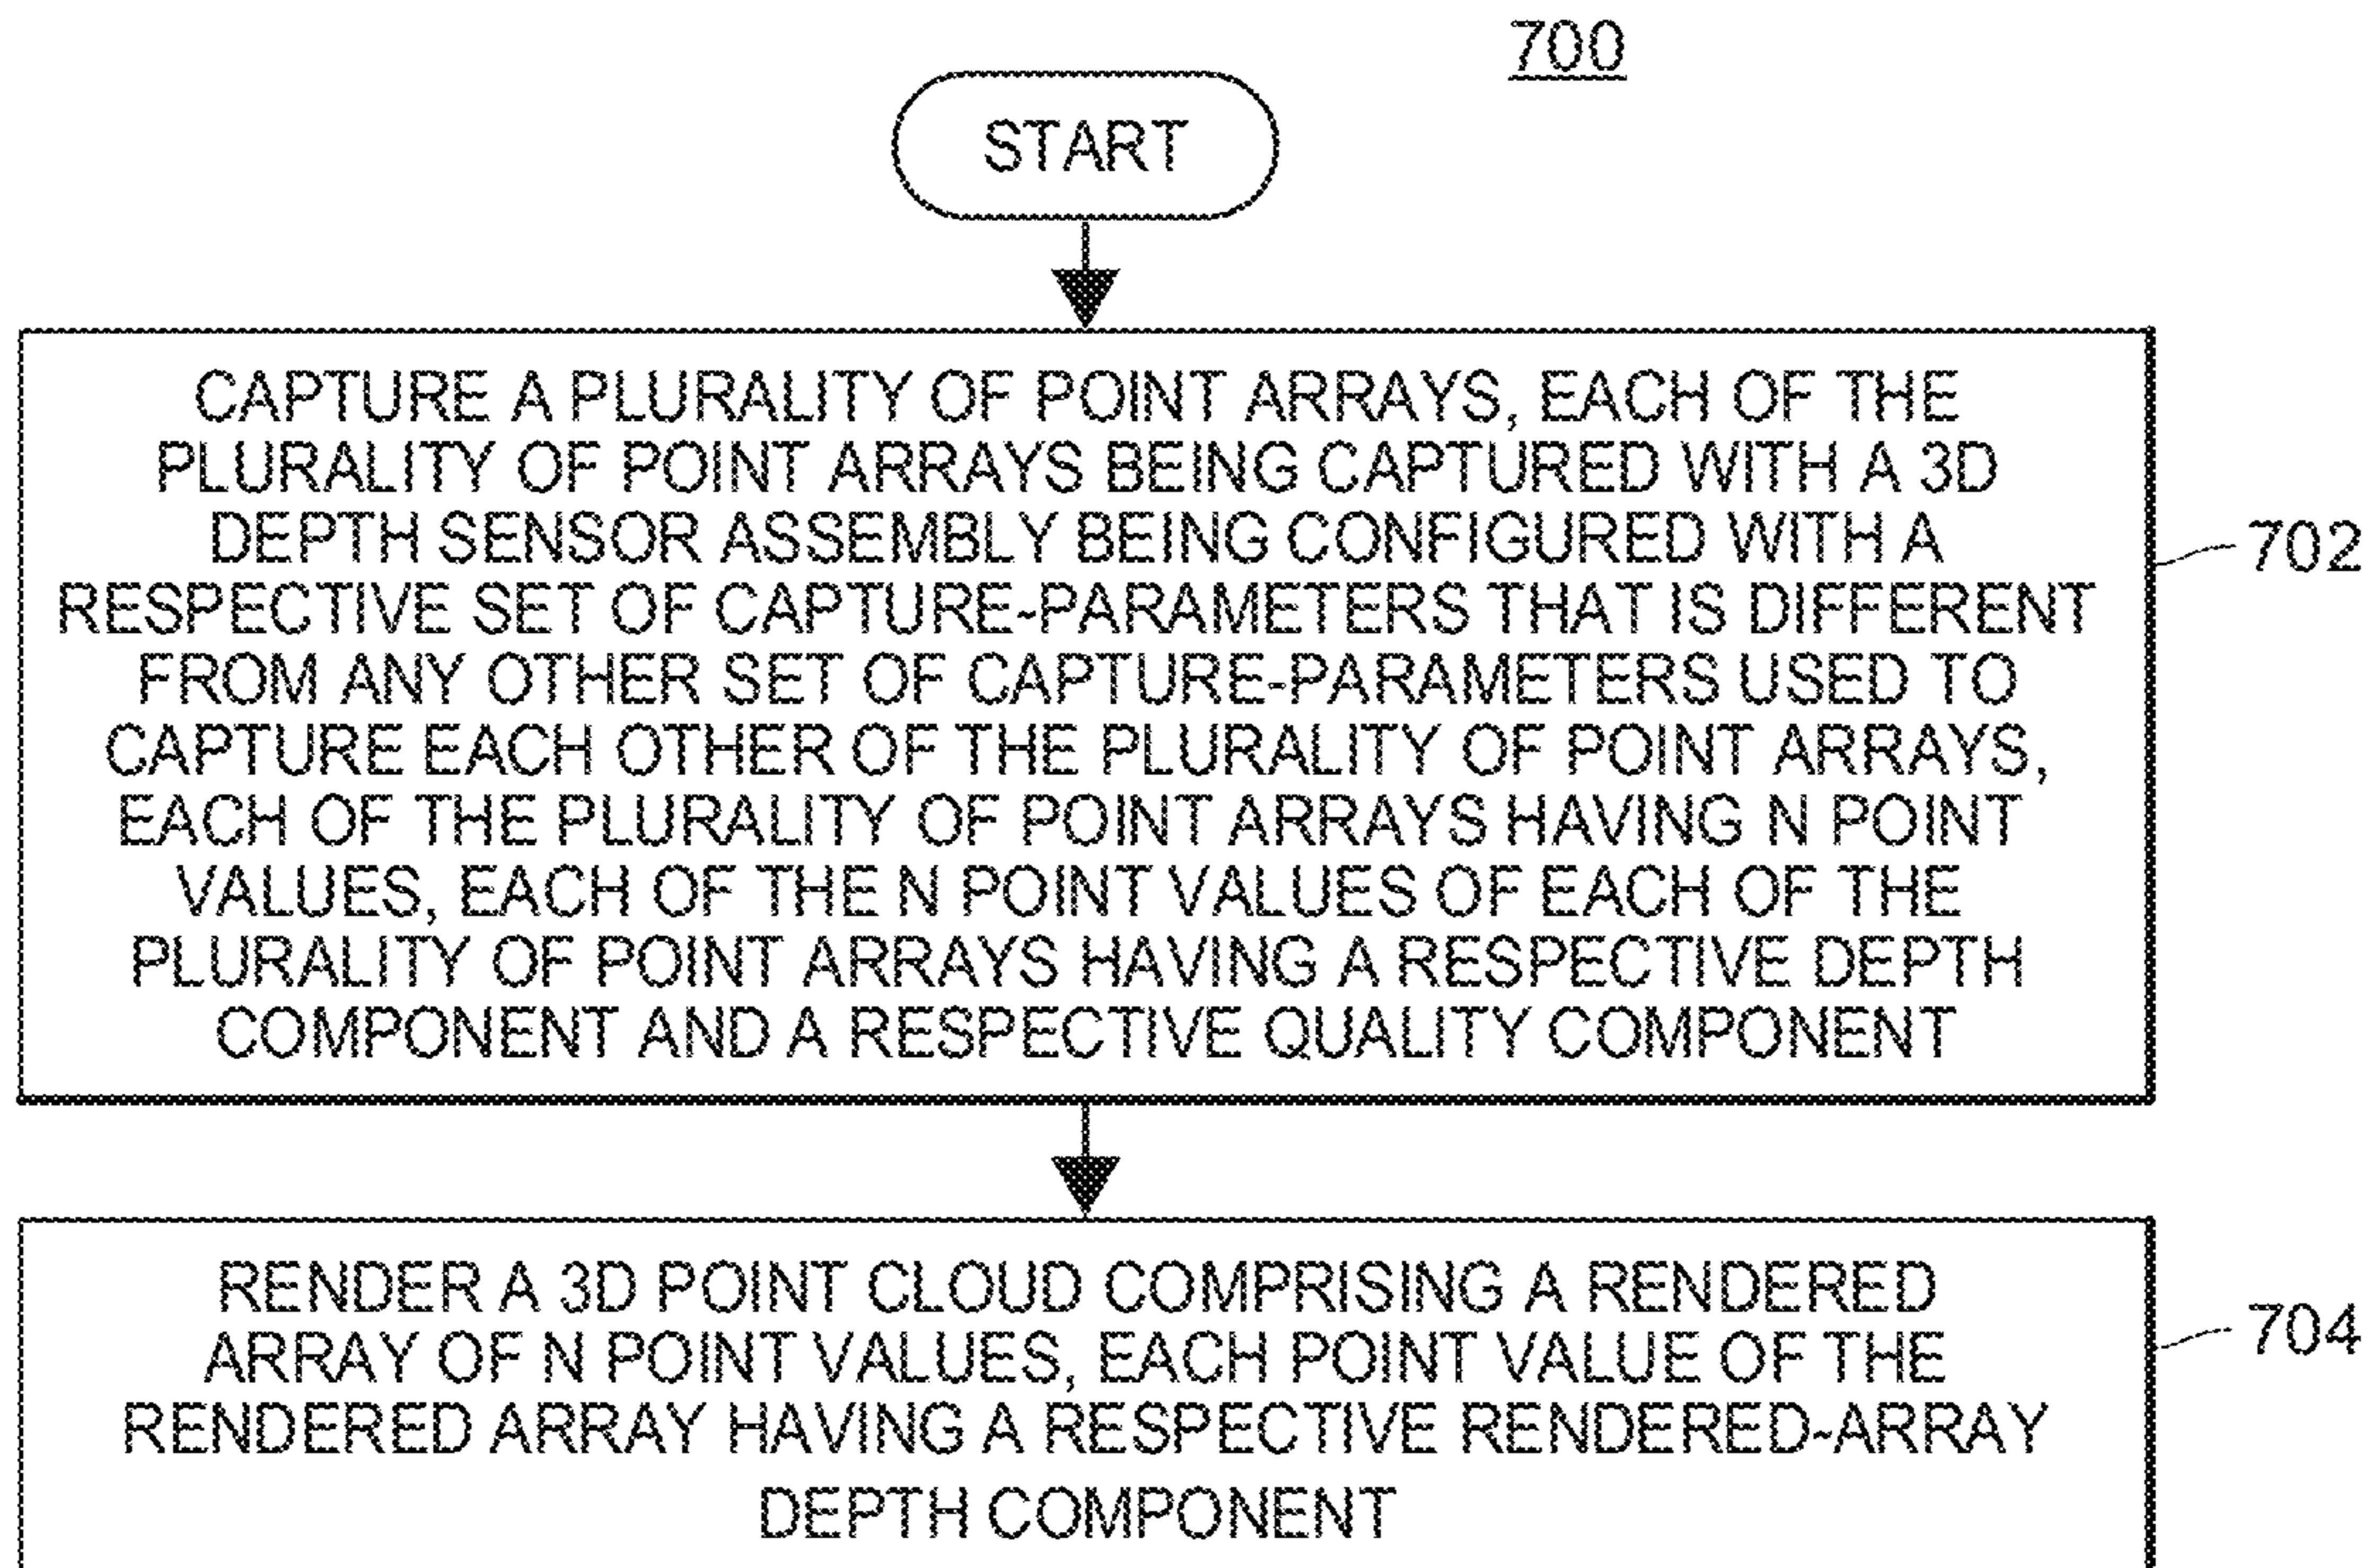 700
START
CAPTURE A PLURALITY OF POINT ARRAYS, EACH OF THE
PLURALITY OF POINT ARRAYS BEING CAPTURED WITH A 3D
DEPTH SENSOR ASSEMBLY BEING CONFIGURED WITH A
RESPECTIVE SET OF CAPTURE-PARAMETERS THAT IS DIFFERENT
FROM ANY OTHER SET OF CAPTURE-PARAMETERS USED TO
CAPTURE EACH OTHER OF THE PLURALITY OF POINT ARRAYS,
EACH OF THE PLURALITY OF POINT ARRAYS HAVING N POINT
VALUES, EACH OF THE N POINT VALUES OF EACH OF THE
PLURALITY OF POINT ARRAYS HAVING A RESPECTIVE DEPTH
COMPONENT AND A RESPECTIVE QUALITY COMPONENT
702
RENDER A 3D POINT CLOUD COMPRISING A RENDERED
ARRAY OF N POINT VALUES, EACH POINT VALUE OF THE
RENDERED ARRAY HAVING A RESPECTIVE RENDERED-ARRAY
DEPTH COMPONENT
704